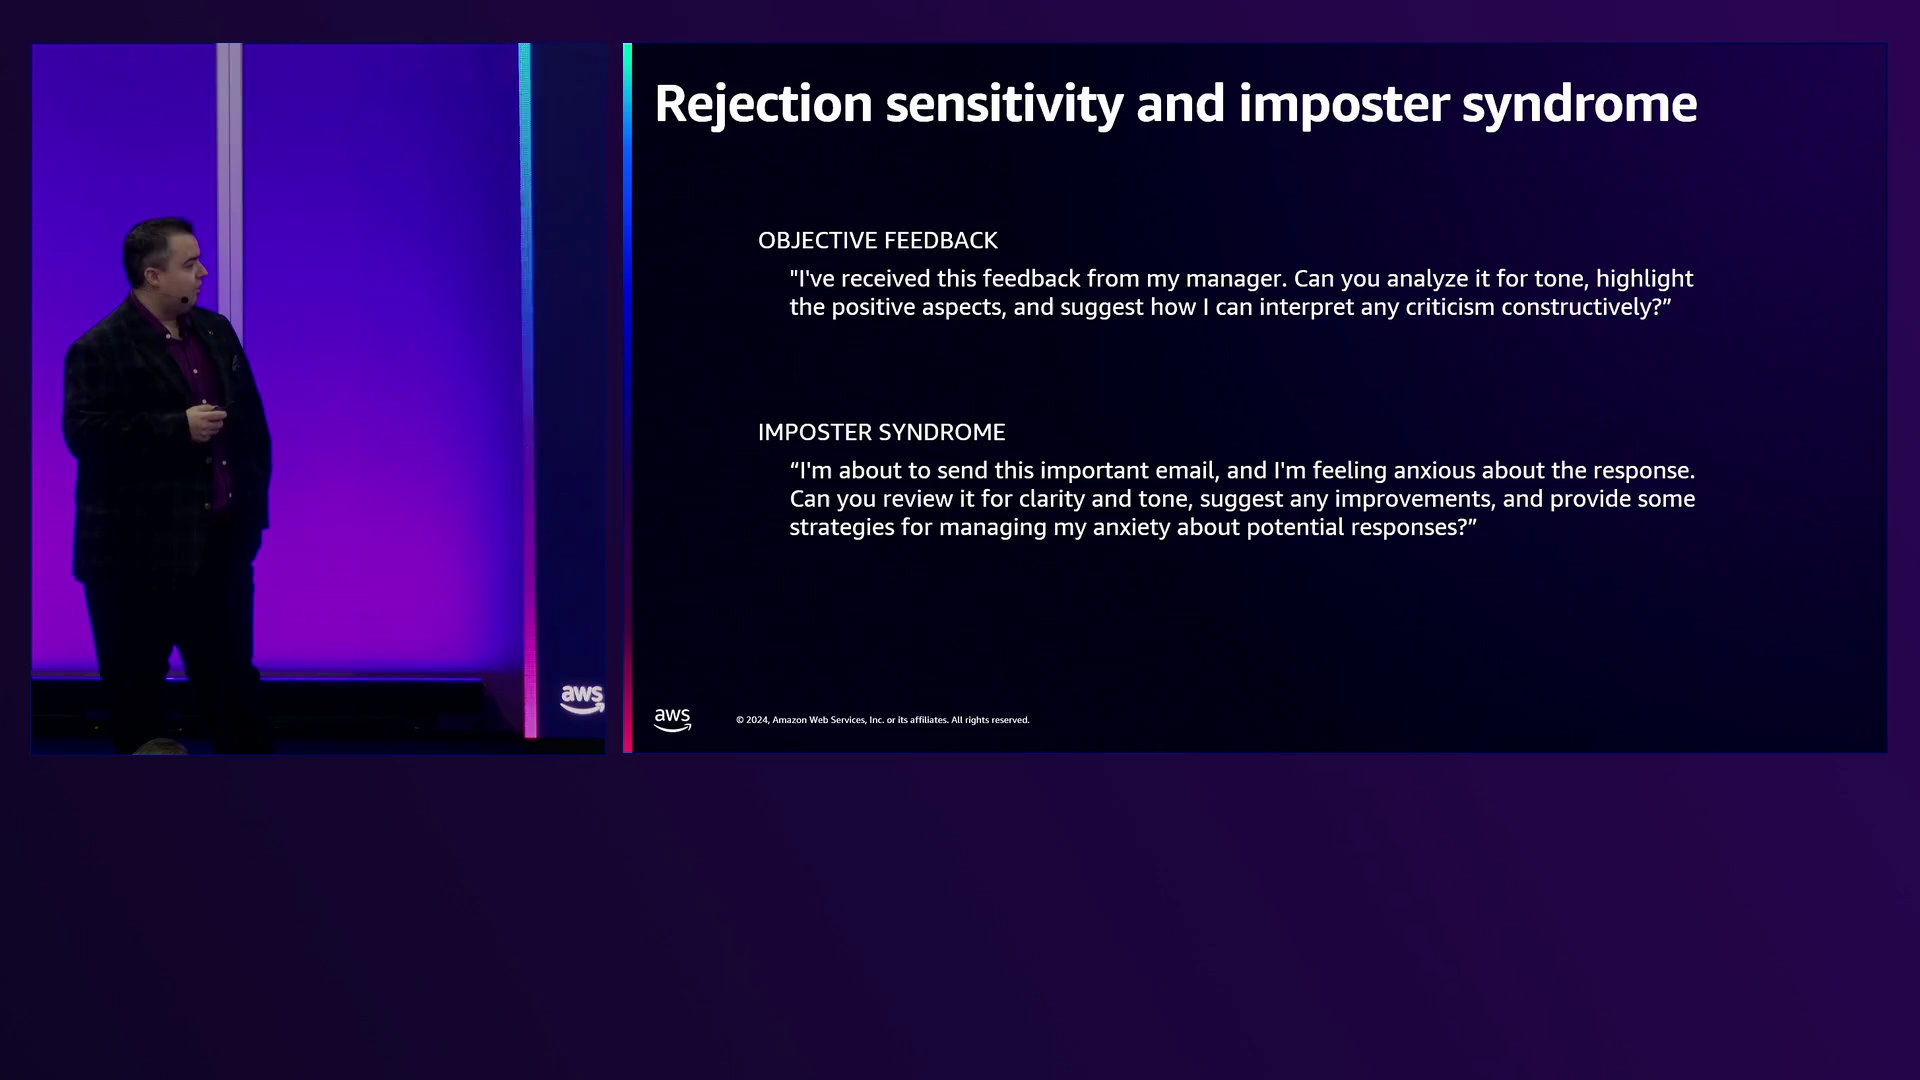 Rejection sensitivity and imposter syndrome
OBJECTIVE FEEDBACK
"I've received this feedback from my manager. Can you analyze it for tone, highlight
the positive aspects, and suggest how I can interpret any criticism constructively?”
IMPOSTER SYNDROME
“I'm about to send this important email, and I'm feeling anxious about the response.
Can you review it for clarity and tone, suggest any improvements, and provide some
strategies for managing my anxiety about potential responses?”
aws
aws
© 2024, Amazon Web Services, Inc. or its affiliates. All rights reserved.